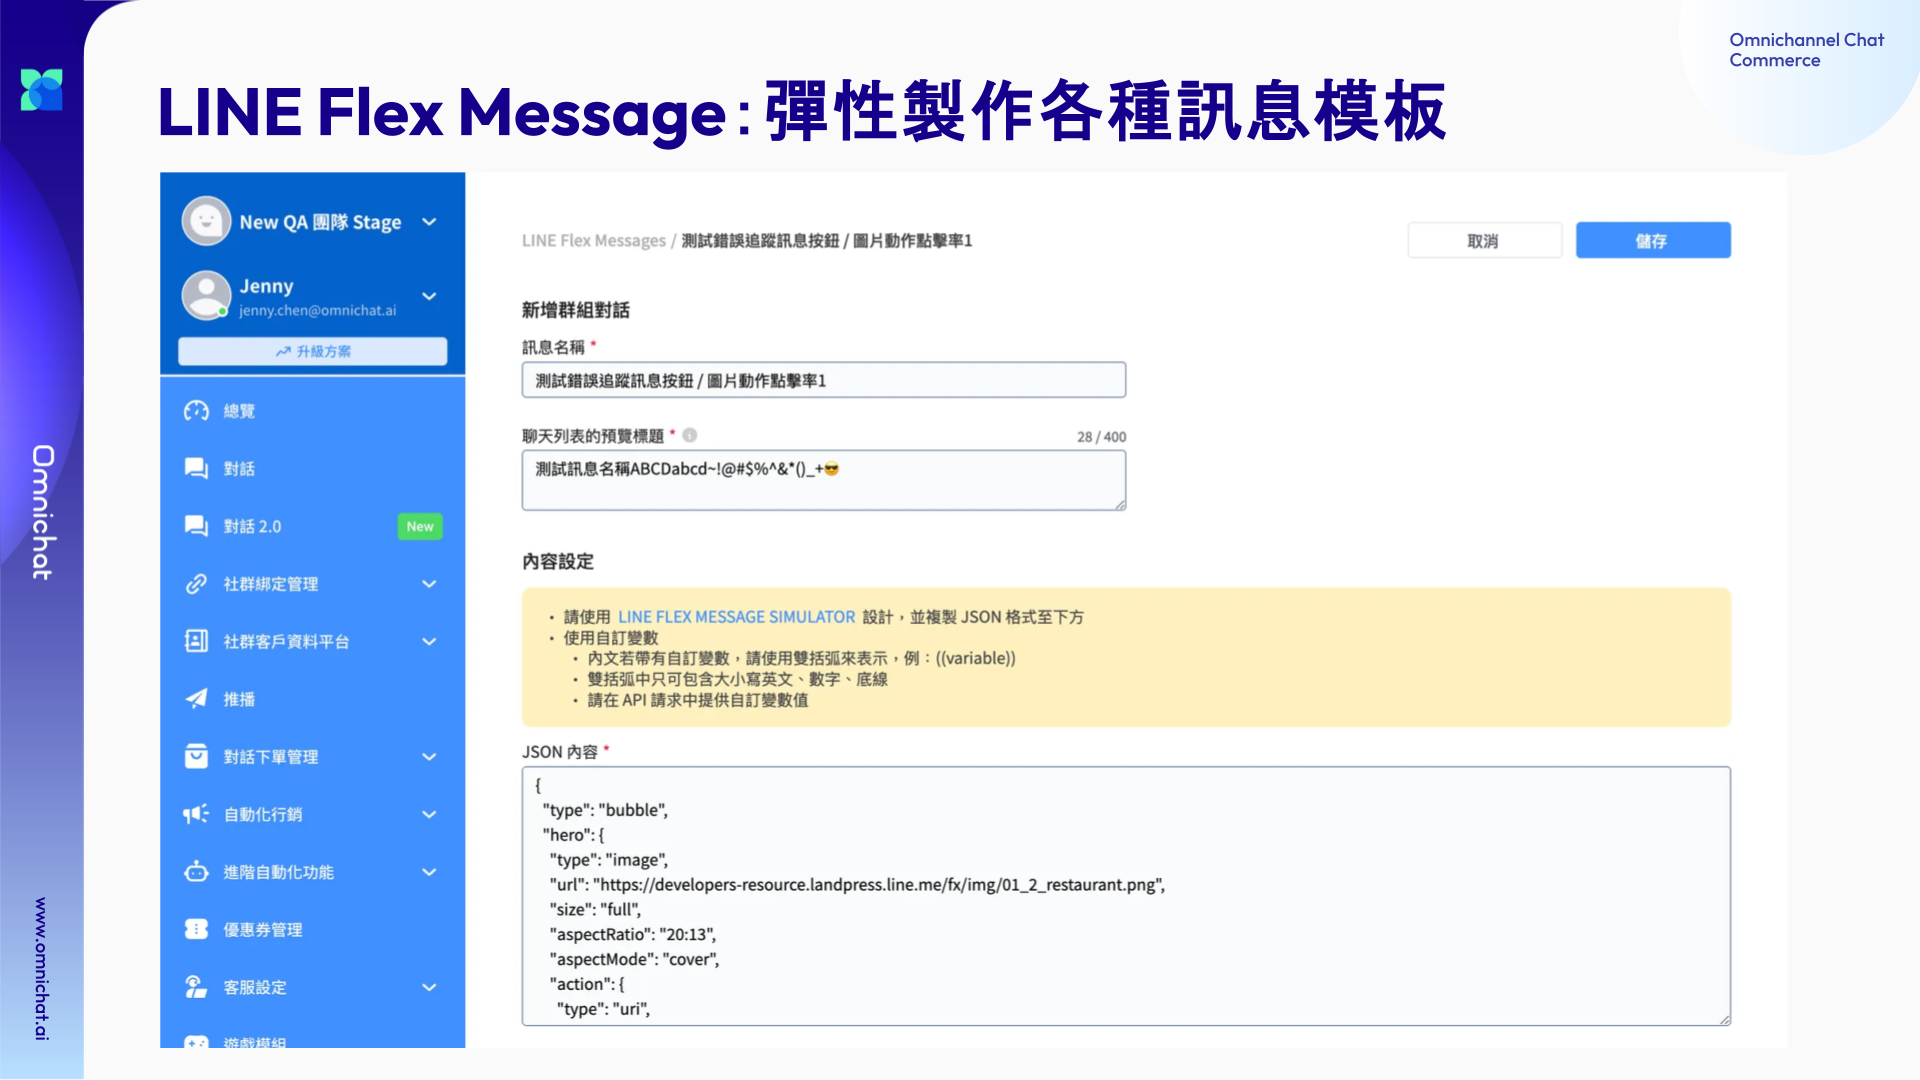 Omnichannel Chat
Commerce
LINE Flex Message:彈性製作各種訊息模板
Omnichat
www.omnichat.ai
New QA 團隊 Stage
Jenny
jenny.chen@omnichat.ai
升級方案
總覽
對話
對話 2.0
New
社群綁定管理
社群客戶資料平台
推播
對話下單管理
自動化行銷
進階自動化功能
優惠券管理
客服設定
遊戲模組
LINE Flex Messages / 測試錯誤追蹤訊息按鈕 / 圖片動作點擊率1
取消
儲存
新增群組對話
訊息名稱 *
測試錯誤追蹤訊息按鈕 / 圖片動作點擊率1
聊天列表的預覽標題 *
28 / 400
測試訊息名稱ABCDabcd~!@#$%^&*()_+😎
內容設定
• 請使用 LINE FLEX MESSAGE SIMULATOR 設計，並複製 JSON 格式至下方
• 使用自訂變數
• 內文若帶有自訂變數，請使用雙括弧來表示，例：((variable))
• 雙括弧中只可包含大小寫英文、數字、底線
• 請在 API 請求中提供自訂變數值
JSON 內容 *
{
"type": "bubble",
"hero": {
"type": "image",
"url": "https://developers-resource.landpress.line.me/fx/img/01_2_restaurant.png",
"size": "full",
"aspectRatio": "20:13",
"aspectMode": "cover",
"action": {
"type": "uri",